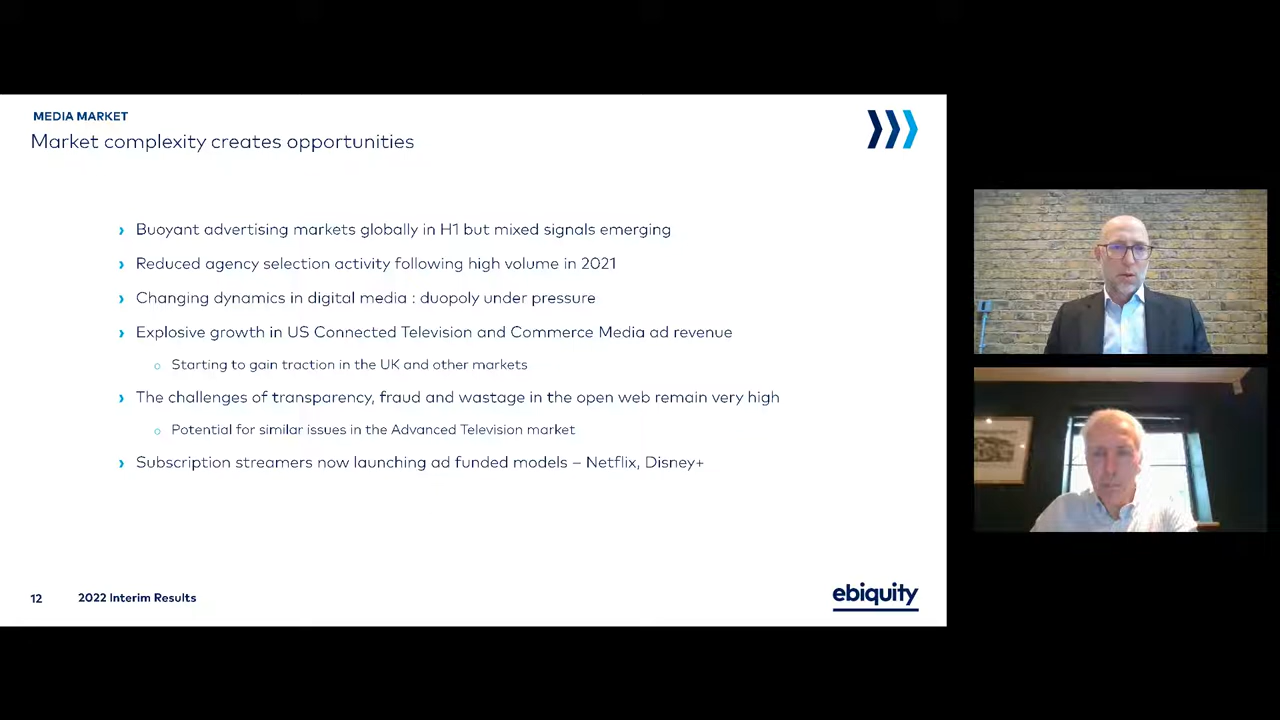 MEDIA MARKET
Market complexity creates opportunities
› Buoyant advertising markets globally in H1 but mixed signals emerging
› Reduced agency selection activity following high volume in 2021
› Changing dynamics in digital media : duopoly under pressure
› Explosive growth in US Connected Television and Commerce Media ad revenue
o Starting to gain traction in the UK and other markets
› The challenges of transparency, fraud and wastage in the open web remain very high
o Potential for similar issues in the Advanced Television market
› Subscription streamers now launching ad funded models – Netflix, Disney+
12 2022 Interim Results
ebiquity